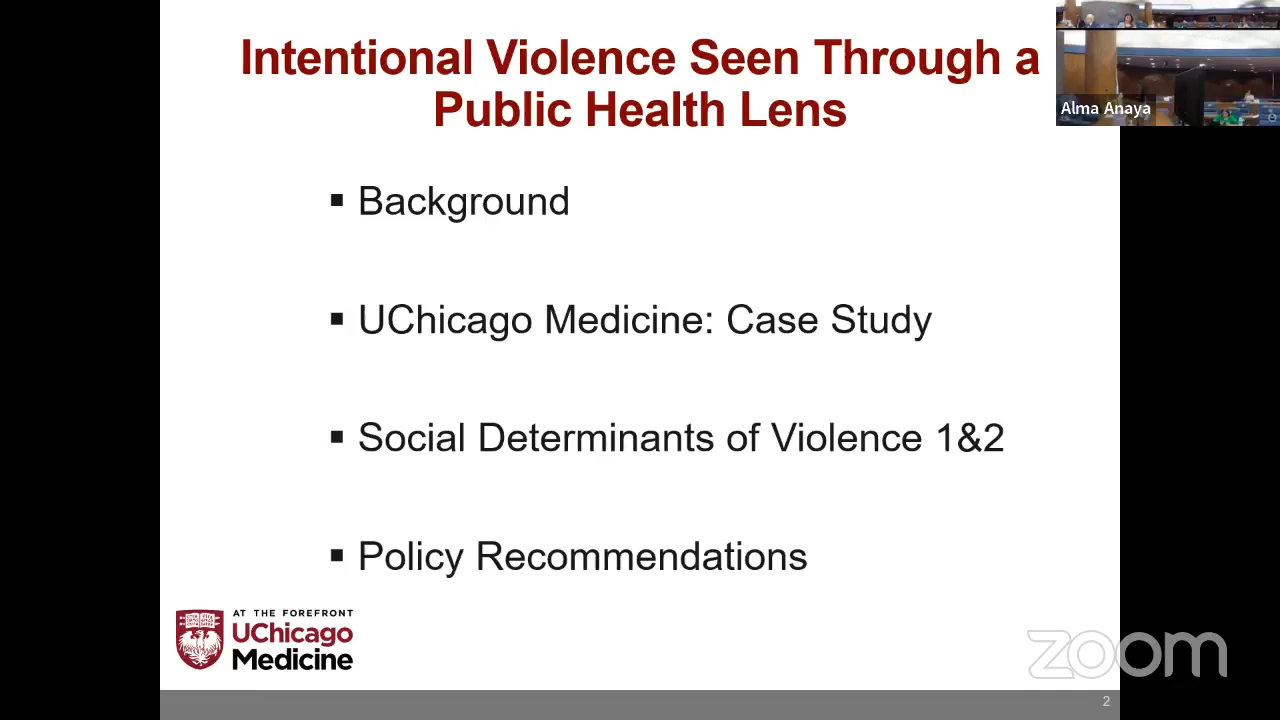 Intentional Violence Seen Through a
Public Health Lens
Alma Anaya
▪ Background
▪ UChicago Medicine: Case Study
▪ Social Determinants of Violence 1&2
▪ Policy Recommendations
AT THE FOREFRONT
UChicago
Medicine
zoom
2